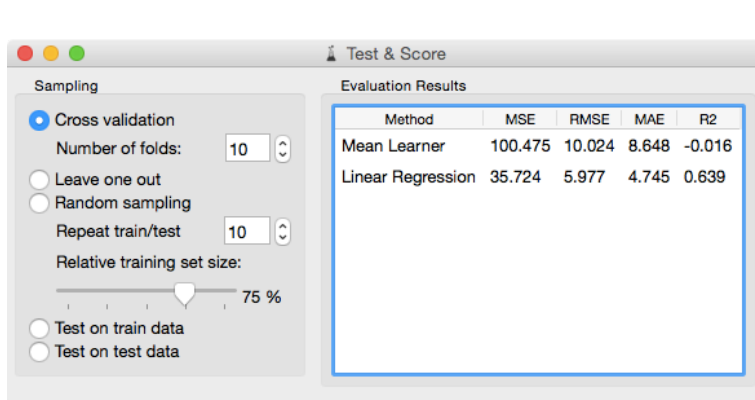 Test & Score
Sampling
Cross validation
Number of folds: 10
Leave one out
Random sampling
Repeat train/test 10
Relative training set size:
75 %
Test on train data
Test on test data
Evaluation Results
Method MSE RMSE MAE R2
Mean Learner 100.475 10.024 8.648 -0.016
Linear Regression 35.724 5.977 4.745 0.639